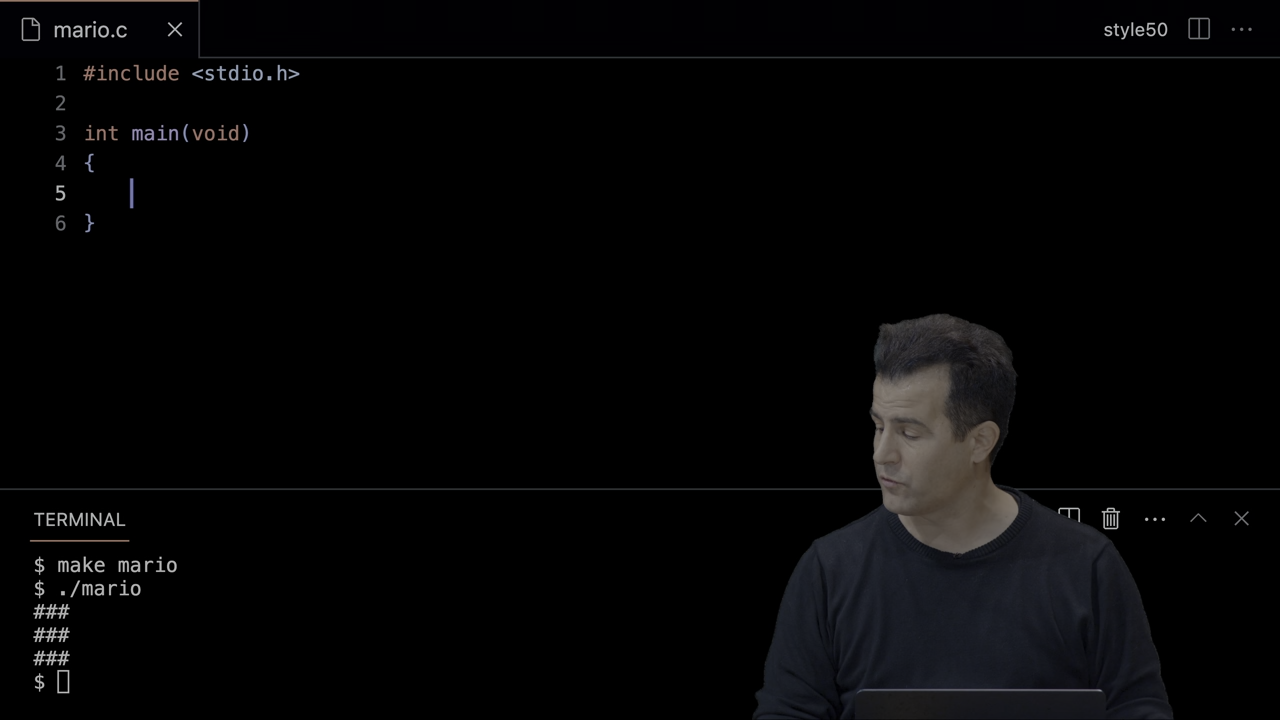 mario.c
style50
1 #include <stdio.h>
2
3 int main(void)
4 {
5
6 }
TERMINAL
$ make mario
$ ./mario
###
###
###
$